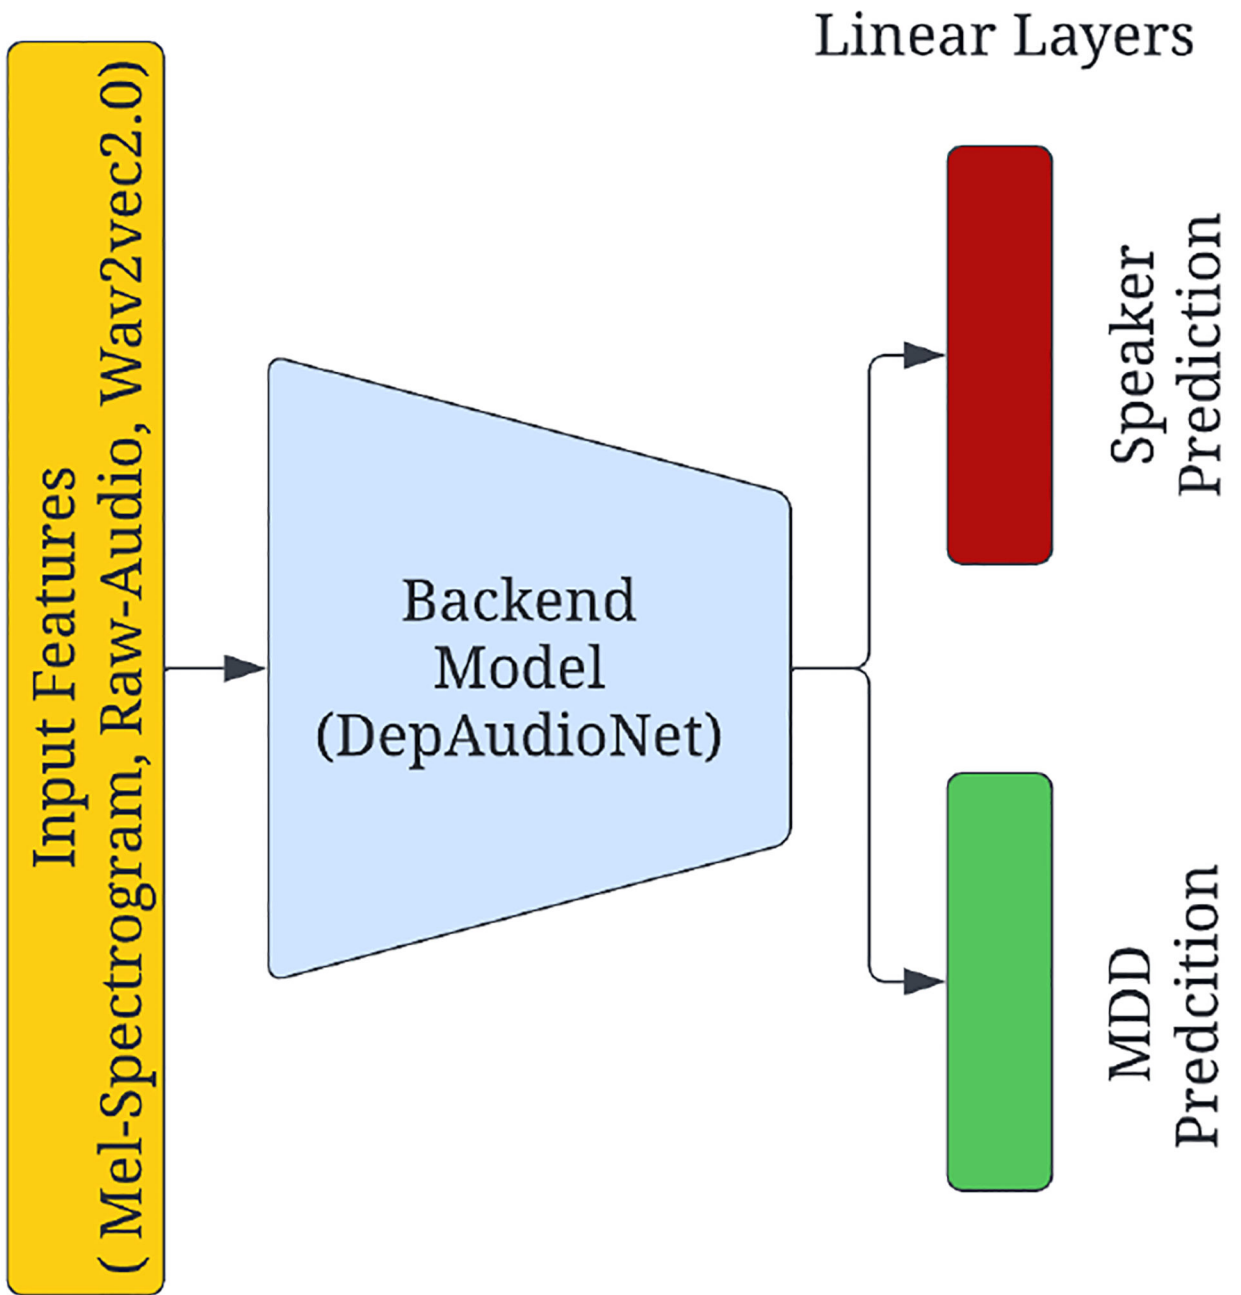 Linear Layers
Input Features
( Mel-Spectrogram, Raw-Audio, Wav2vec2.0)
Backend
Model
(DepAudioNet)
Speaker
Prediction
MDD
Predcition